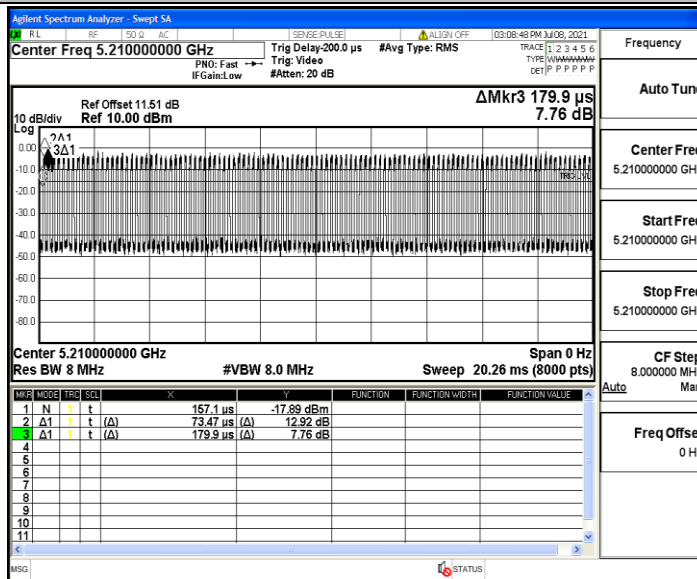 Agilent Spectrum Analyzer - Swept SA
RL RF 50 Ω AC SENSE:PULSE ALIGN OFF 03:08:48 PM Jul 08, 2021
Center Freq 5.210000000 GHz
PNO: Fast
IFGain:Low
Trig Delay-200.0 µs
Trig: Video
#Atten: 20 dB
#Avg Type: RMS
TRACE 1 2 3 4 5 6
TYPE WWWWWW
DET P P P P P P
Ref Offset 11.51 dB
10 dB/div Ref 10.00 dBm
Log
ΔMkr3 179.9 µs
7.76 dB
2Δ1
3Δ1
0.00
-10.0
TRIG LVL
-20.0
-30.0
-40.0
-50.0
-60.0
-70.0
-80.0
Center 5.210000000 GHz Span 0 Hz
Res BW 8 MHz #VBW 8.0 MHz Sweep 20.26 ms (8000 pts)
MKR MODE TRC SCL X Y FUNCTION FUNCTION WIDTH FUNCTION VALUE
1 N 1 t 157.1 µs -17.89 dBm
2 Δ1 1 t (Δ) 73.47 µs (Δ) 12.92 dB
3 Δ1 1 t (Δ) 179.9 µs (Δ) 7.76 dB
4
5
6
7
8
9
10
11
MSG STATUS
Frequency
Auto Tun
Center Fre
5.210000000 GH
Start Fre
5.210000000 GH
Stop Fre
5.210000000 GH
CF Step
8.000000 MH
Auto Ma
Freq Offse
0 H